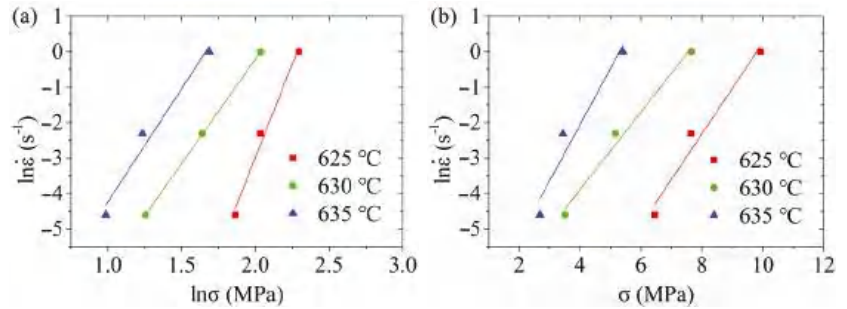 (a)
lnε̇ (s⁻¹)
0
−1
−2
−3
−4
−5
625 °C
630 °C
635 °C
1.0 1.5 2.0 2.5 3.0
lnσ (MPa)
(b)
lnε̇ (s⁻¹)
0
−1
−2
−3
−4
−5
625 °C
630 °C
635 °C
2 4 6 8 10 12
σ (MPa)